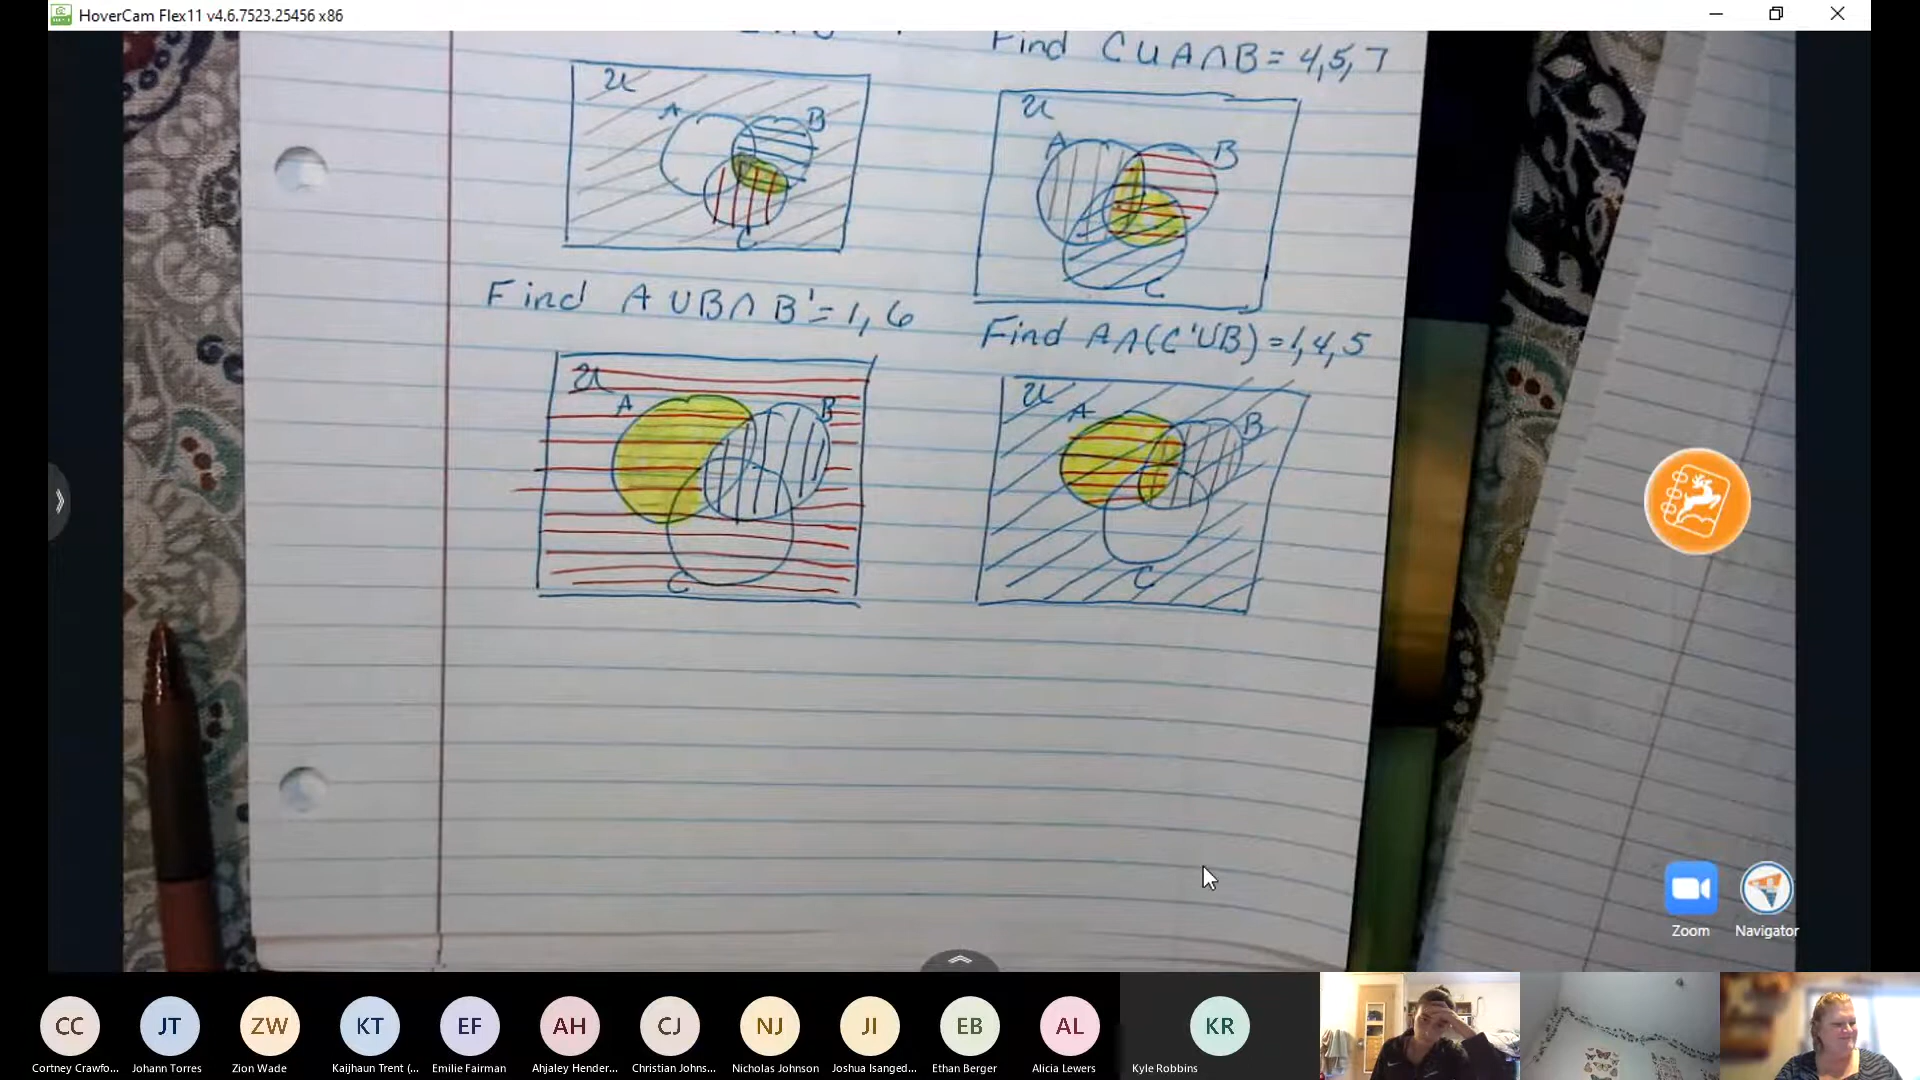 HoverCam Flex11 v4.6.7523.25456 x86
Find C∪A∩B = 4,5,7
U
A
B
C
U
A
B
C
Find A∪B∩B'=1,6
Find A∩(C'∪B)=1,4,5
U
A
B
C
U
A
B
C
Zoom
Navigator
CC
JT
ZW
KT
EF
AH
CJ
NJ
JI
EB
AL
KR
Cortney Crawfo...
Johann Torres
Zion Wade
Kaijhaun Trent (...
Emilie Fairman
Ahjaley Hender...
Christian Johns...
Nicholas Johnson
Joshua Isanged...
Ethan Berger
Alicia Lewers
Kyle Robbins